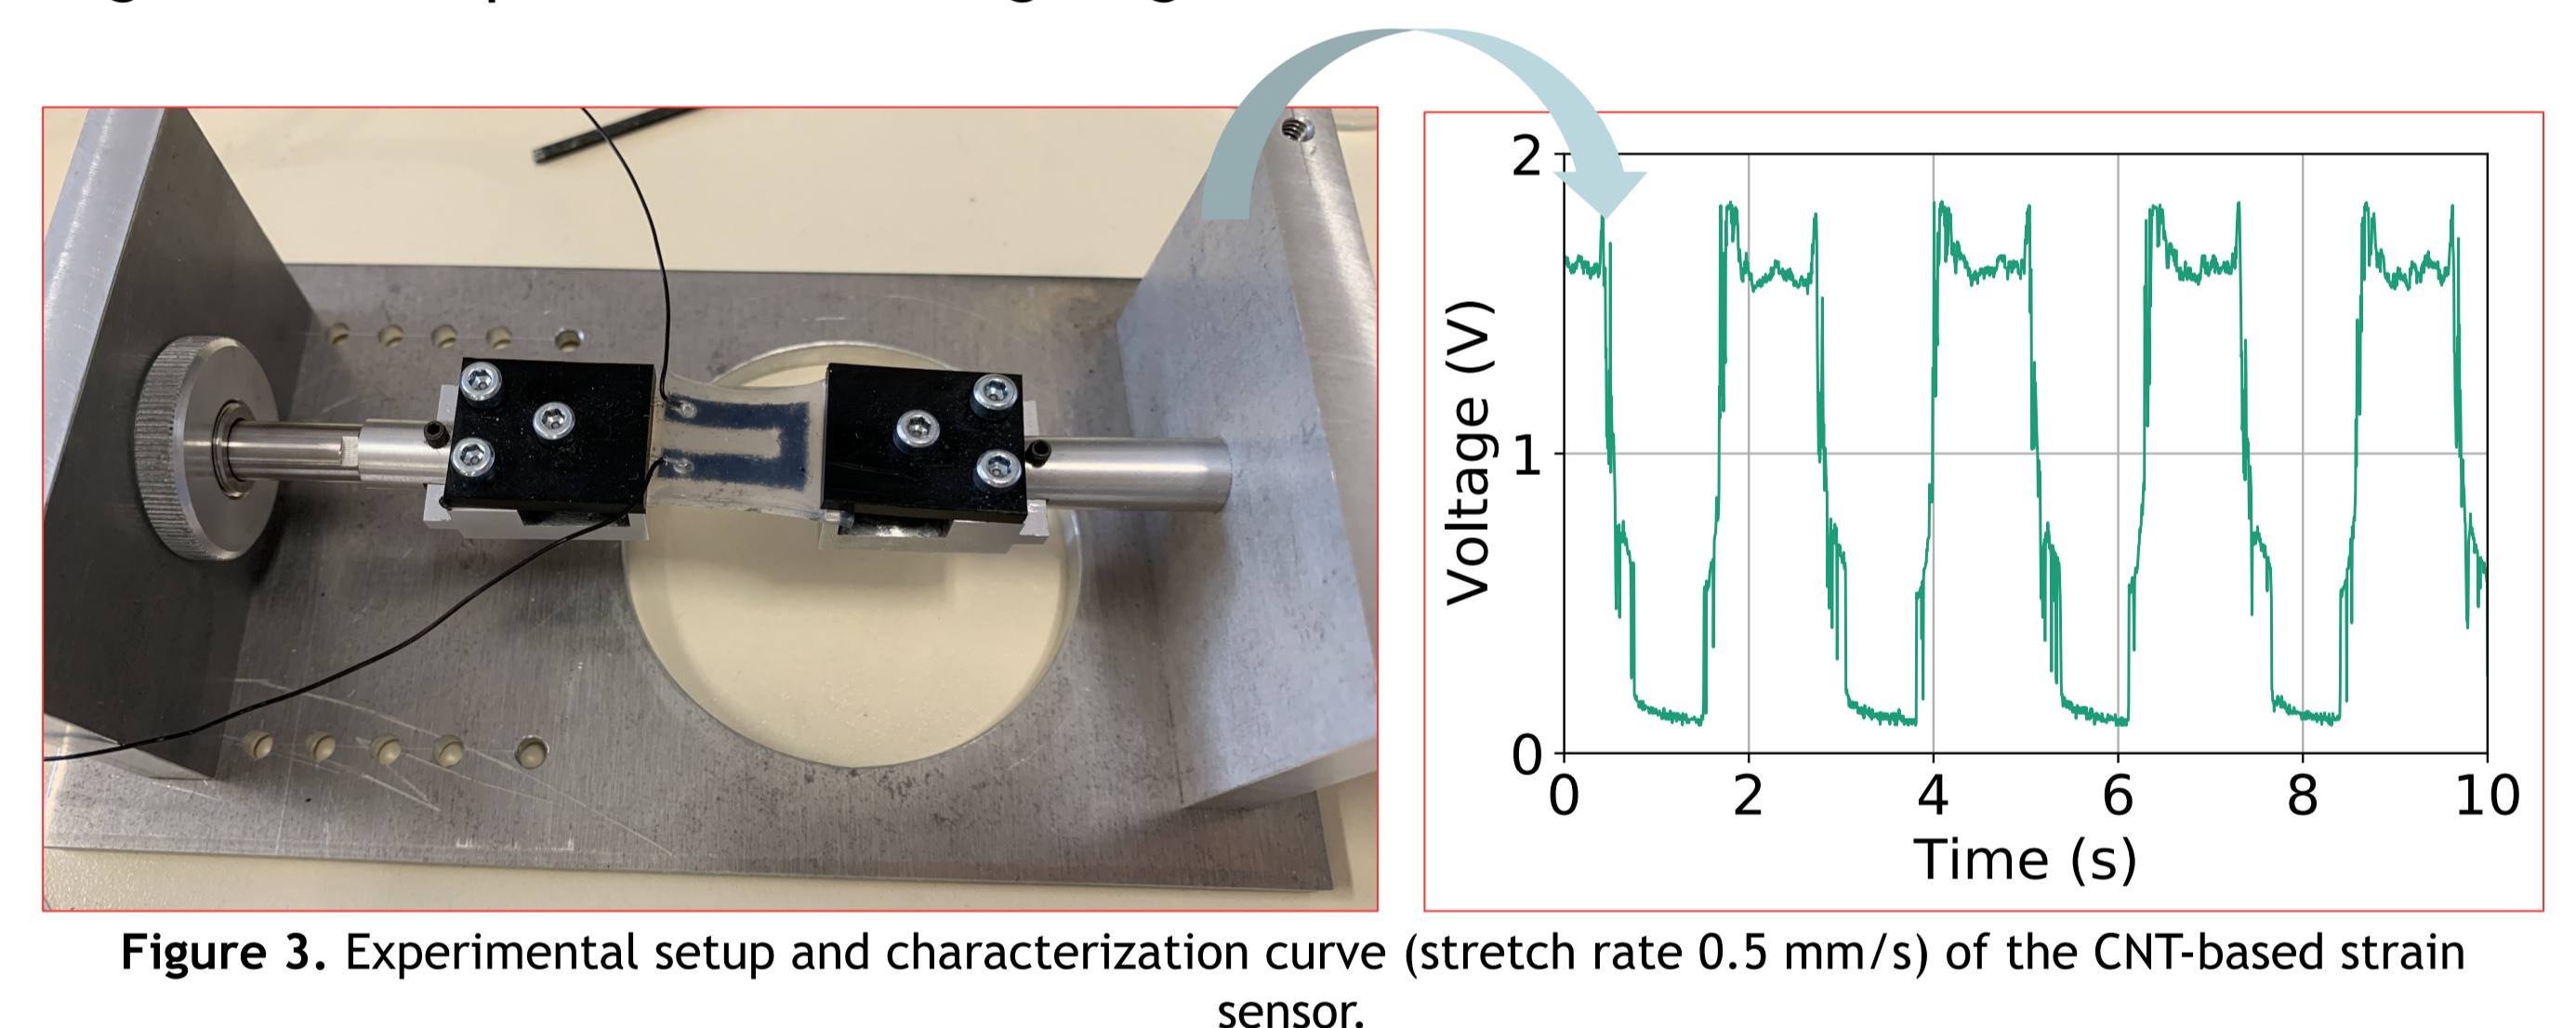 2
1
0
Voltage (V)
0 2 4 6 8 10
Time (s)
Figure 3. Experimental setup and characterization curve (stretch rate 0.5 mm/s) of the CNT-based strain
sensor.